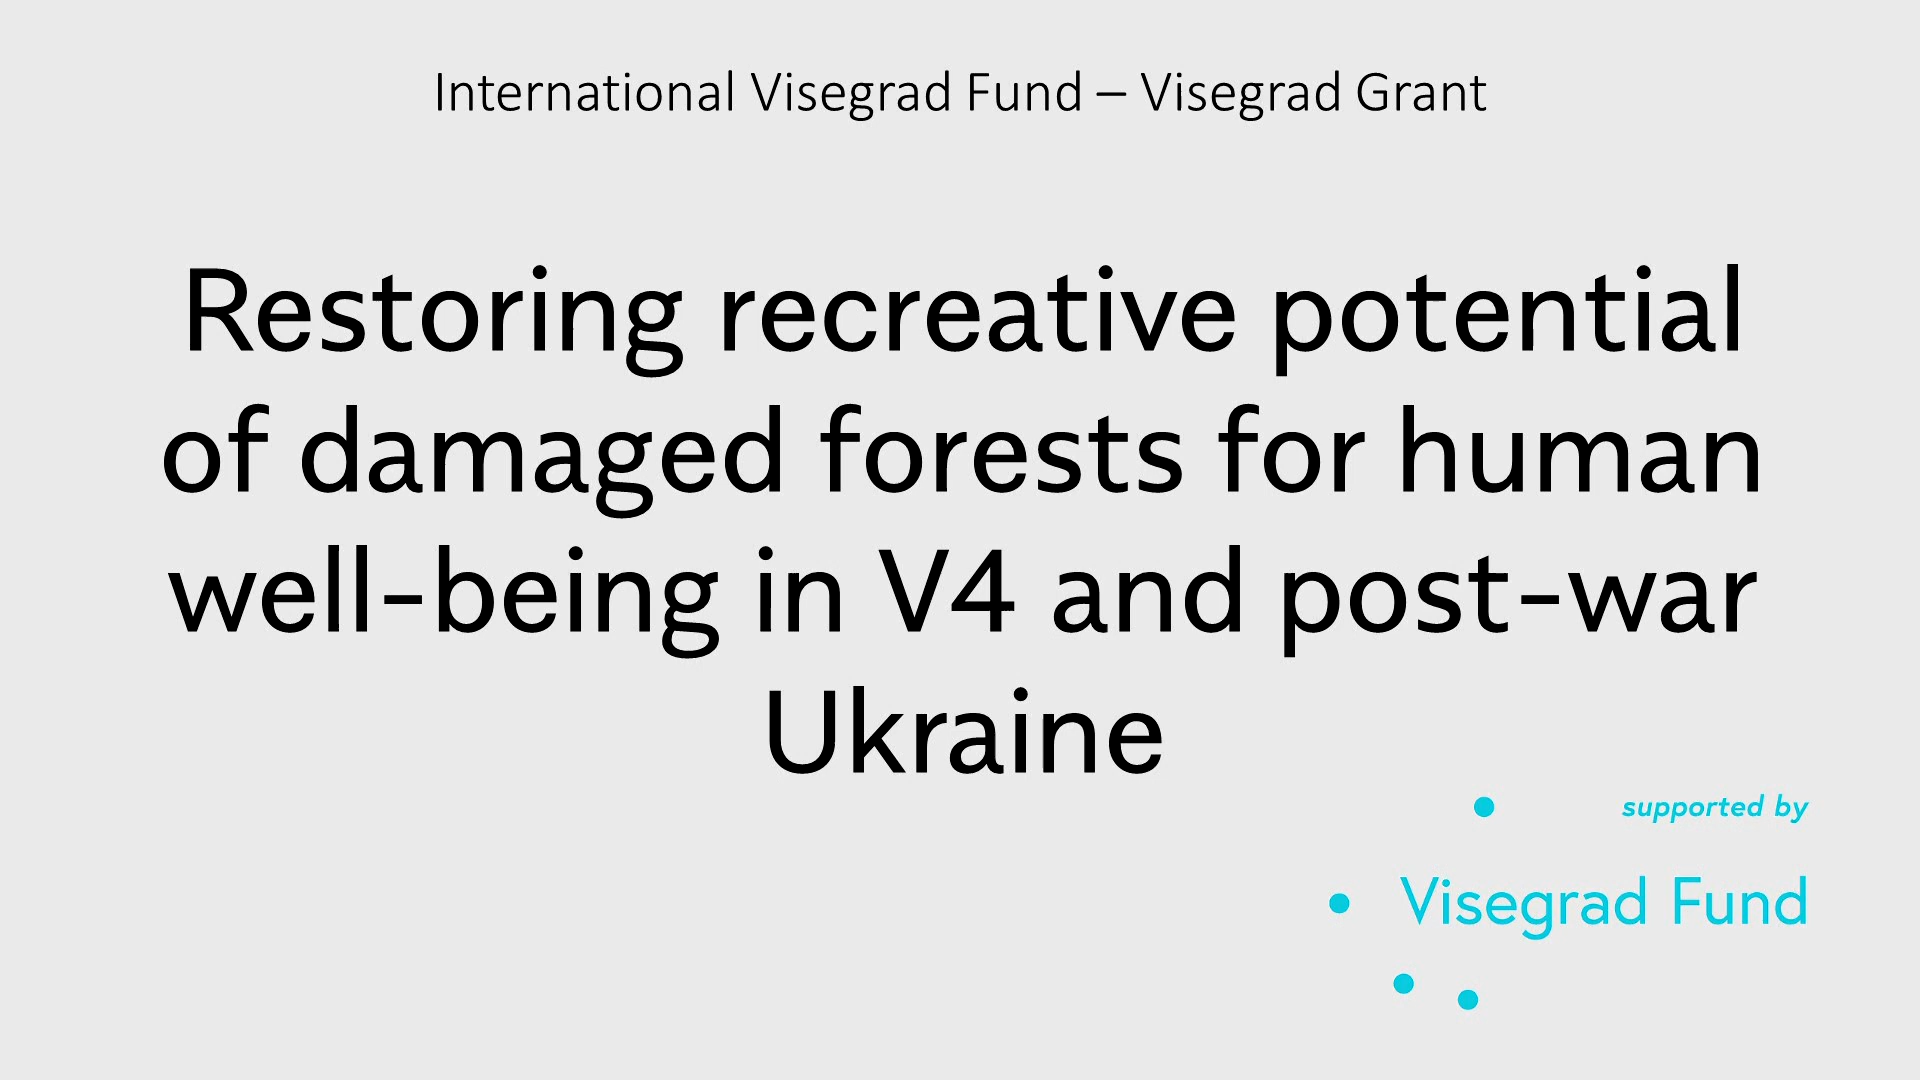 International Visegrad Fund – Visegrad Grant
Restoring recreative potential
of damaged forests for human
well-being in V4 and post-war
Ukraine
supported by
Visegrad Fund